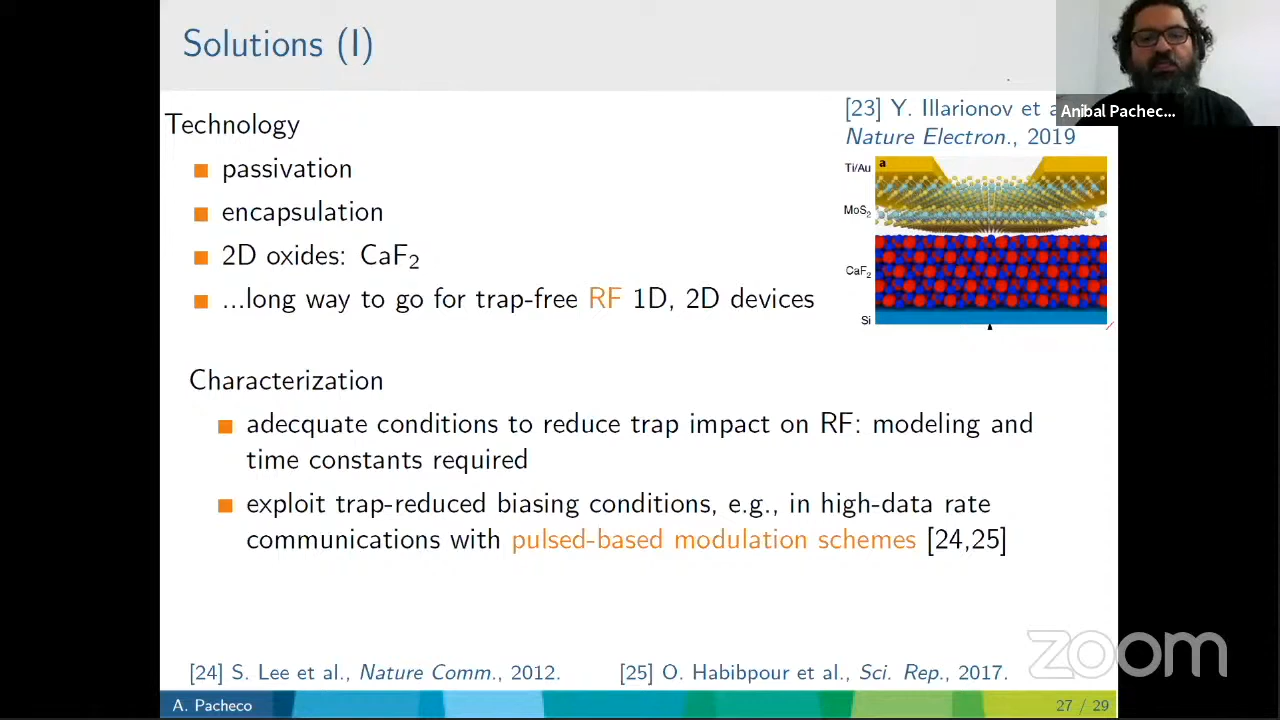 Solutions (I)
Anibal Pachec...
[23] Y. Illarionov et a
Nature Electron., 2019
Technology
passivation
encapsulation
2D oxides: CaF₂
...long way to go for trap-free RF 1D, 2D devices
a
Ti/Au
MoS₂
CaF₂
Si
Characterization
adecquate conditions to reduce trap impact on RF: modeling and
time constants required
exploit trap-reduced biasing conditions, e.g., in high-data rate
communications with pulsed-based modulation schemes [24,25]
zoom
[24] S. Lee et al., Nature Comm., 2012.
[25] O. Habibpour et al., Sci. Rep., 2017.
A. Pacheco
27 / 29